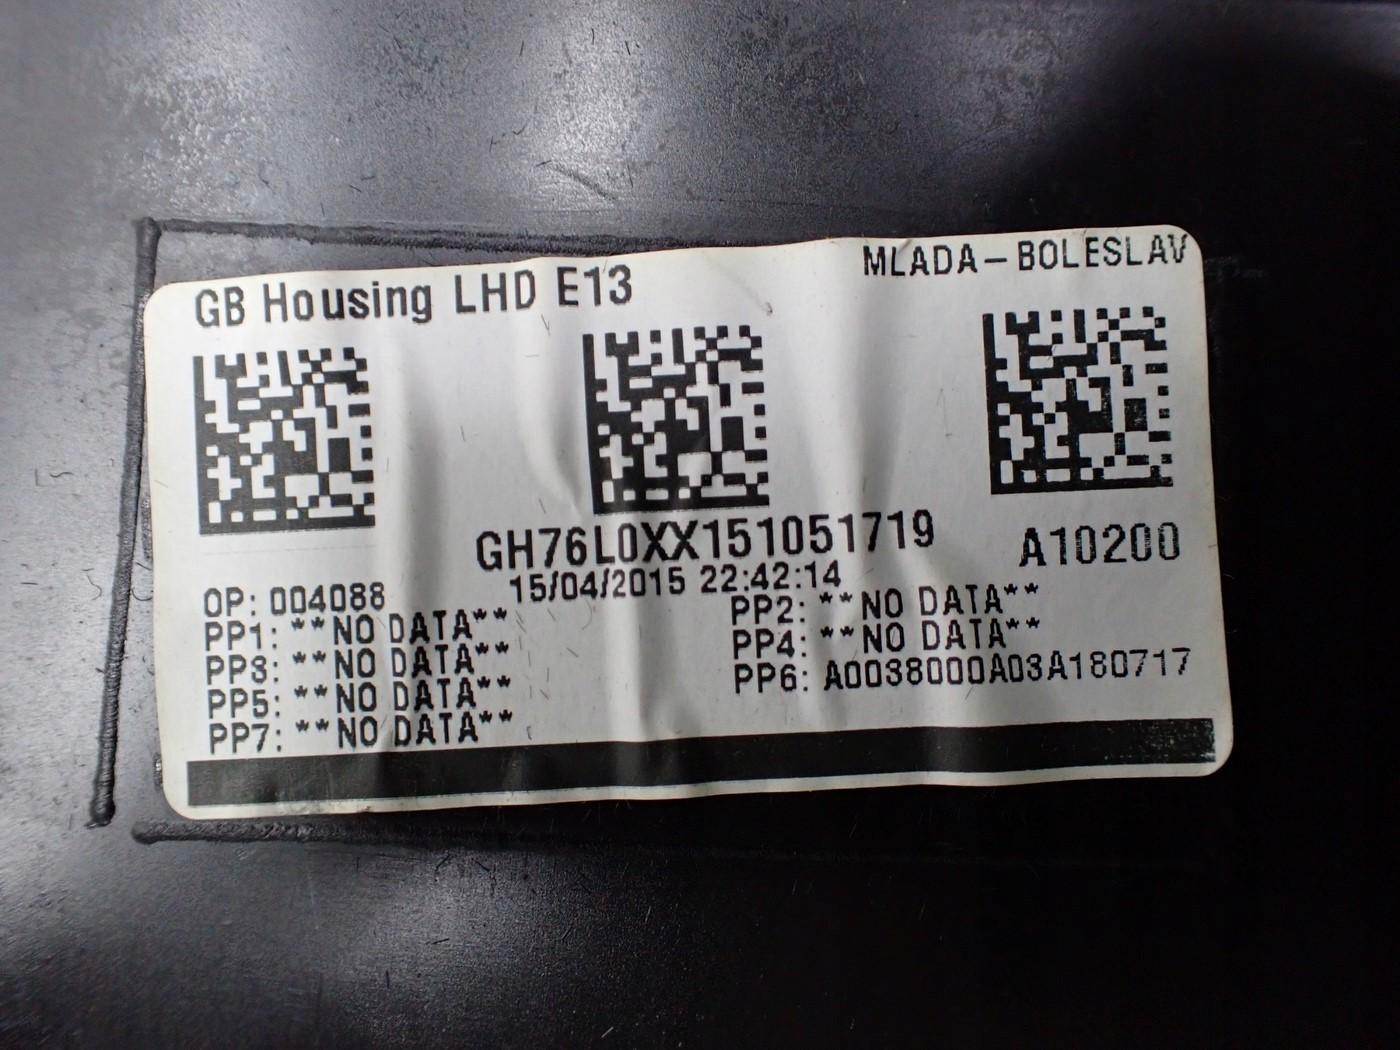 MLADA-BOLESLAV
GB Housing LHD E13
GH76L0XX151051719
A10200
15/04/2015 22:42:14
OP: 004088
PP1: **NO DATA**
PP2: **NO DATA**
PP3: **NO DATA**
PP4: **NO DATA**
PP5: **NO DATA**
PP6: A0038000A03A180717
PP7: **NO DATA**